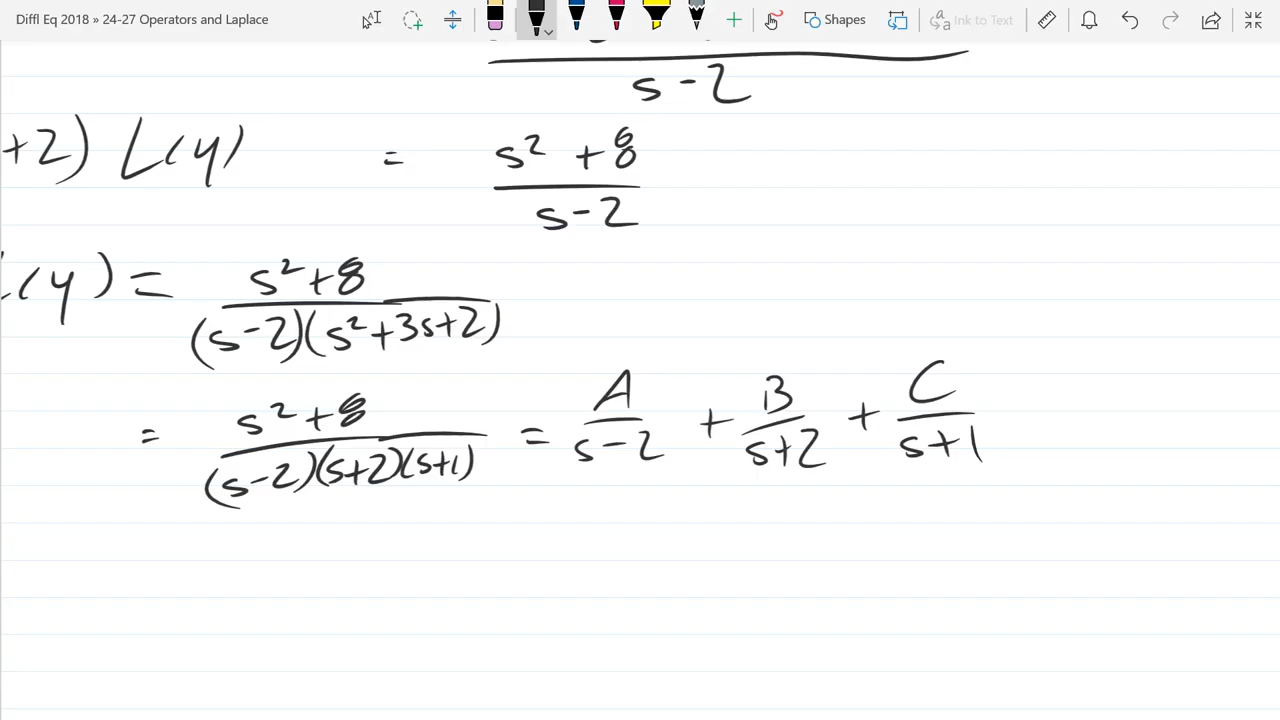 Diffl Eq 2018 » 24-27 Operators and Laplace Shapes Ink to Text
s-2
+2) L(y) = (s² + 8)/(s-2)
L(y) = (s²+8)/((s-2)(s²+3s+2))
= (s²+8)/((s-2)(s+2)(s+1)) = A/(s-2) + B/(s+2) + C/(s+1)